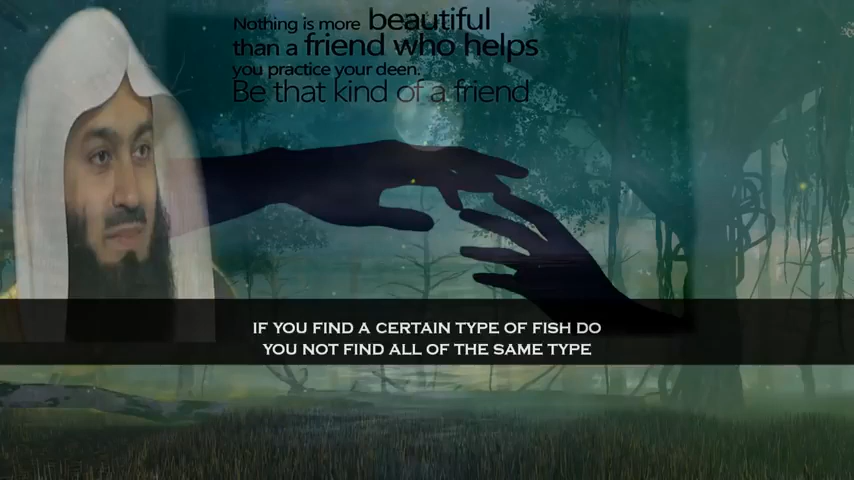 Nothing is more beautiful
than a friend who helps
you practice your deen.
Be that kind of a friend
IF YOU FIND A CERTAIN TYPE OF FISH DO
YOU NOT FIND ALL OF THE SAME TYPE